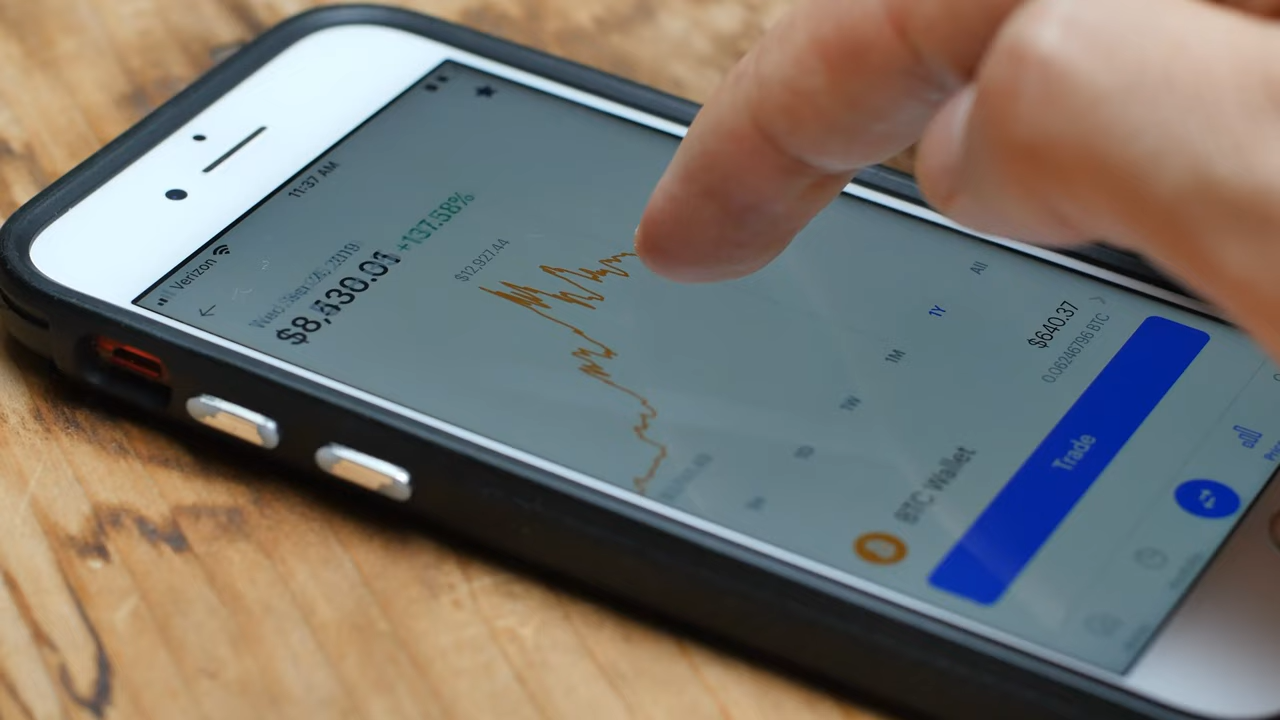 Verizon
11:37 AM
$8,530.01
+137.58%
$12,927.44
1W
1M
1Y
All
BTC Wallet
$640.37
0.06246796 BTC
Trade